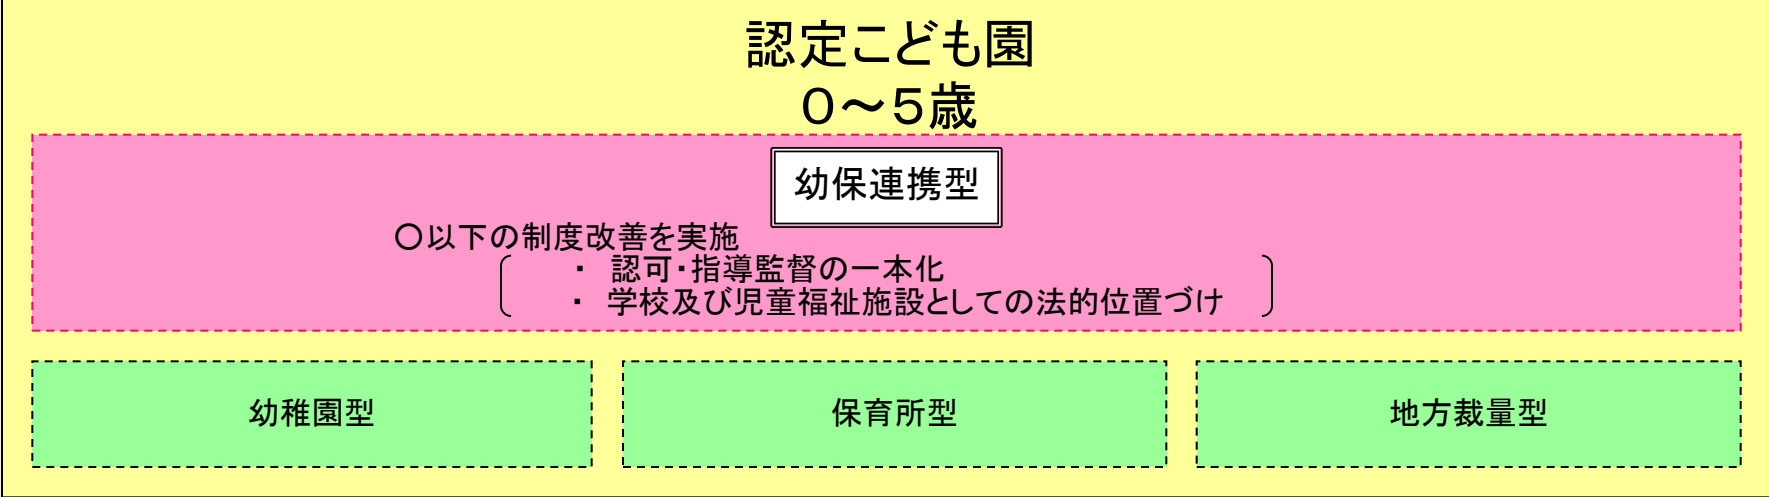 認定こども園
０～５歳
幼保連携型
○以下の制度改善を実施
・ 認可・指導監督の一本化
・ 学校及び児童福祉施設としての法的位置づけ
幼稚園型
保育所型
地方裁量型